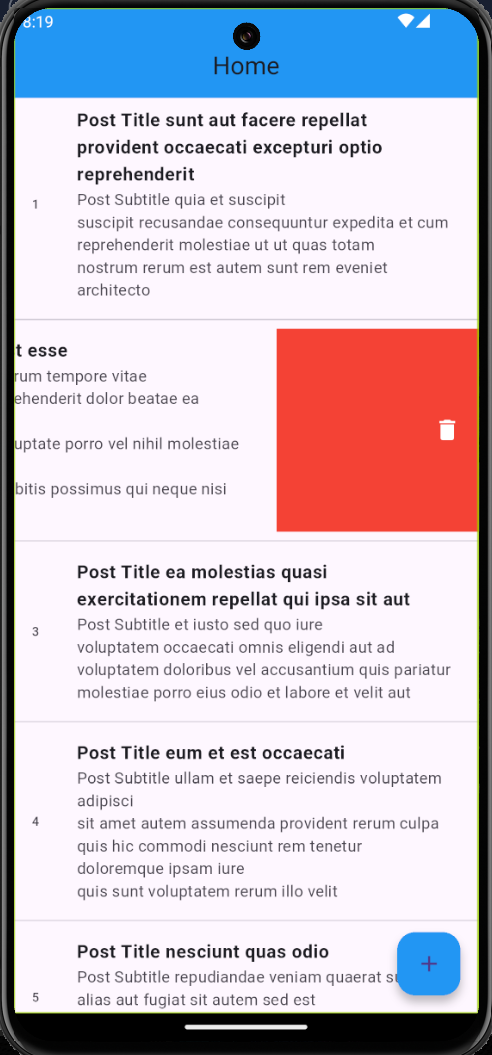 8:19
Home
Post Title sunt aut facere repellat
provident occaecati excepturi optio
reprehenderit
1
Post Subtitle quia et suscipit
suscipit recusandae consequuntur expedita et cum
reprehenderit molestiae ut ut quas totam
nostrum rerum est autem sunt rem eveniet
architecto
t esse
rum tempore vitae
ehenderit dolor beatae ea
uptate porro vel nihil molestiae
bitis possimus qui neque nisi
Post Title ea molestias quasi
exercitationem repellat qui ipsa sit aut
3
Post Subtitle et iusto sed quo iure
voluptatem occaecati omnis eligendi aut ad
voluptatem doloribus vel accusantium quis pariatur
molestiae porro eius odio et labore et velit aut
Post Title eum et est occaecati
Post Subtitle ullam et saepe reiciendis voluptatem
adipisci
4
sit amet autem assumenda provident rerum culpa
quis hic commodi nesciunt rem tenetur
doloremque ipsam iure
quis sunt voluptatem rerum illo velit
Post Title nesciunt quas odio
Post Subtitle repudiandae veniam quaerat
5
alias aut fugiat sit autem sed est
+